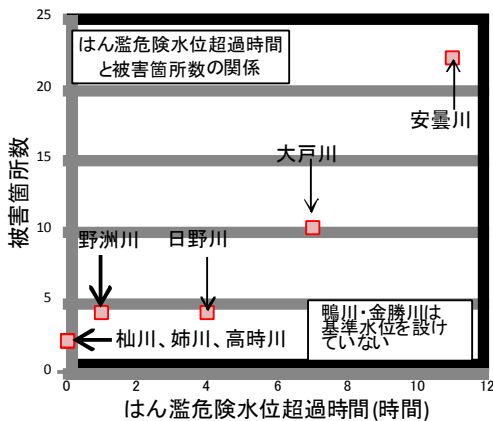 はん濫危険水位超過時間
と被害箇所数の関係
被害箇所数
25
20
15
10
5
0
安曇川
大戸川
野洲川
日野川
杣川、姉川、高時川
鴨川・金勝川は
基準水位を設け
ていない
0 2 4 6 8 10 12
はん濫危険水位超過時間(時間)